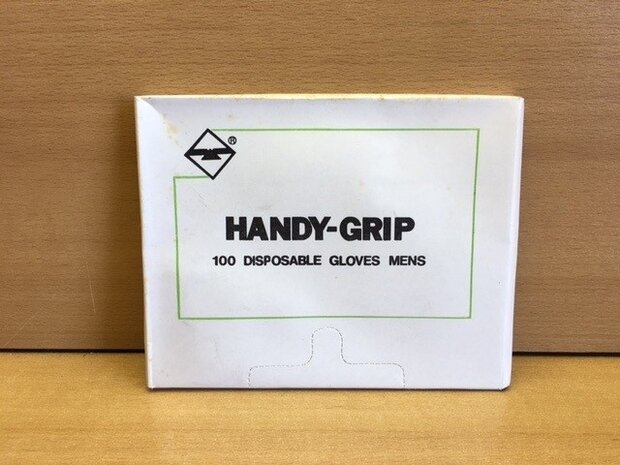 ®
HANDY-GRIP
100 DISPOSABLE GLOVES MENS